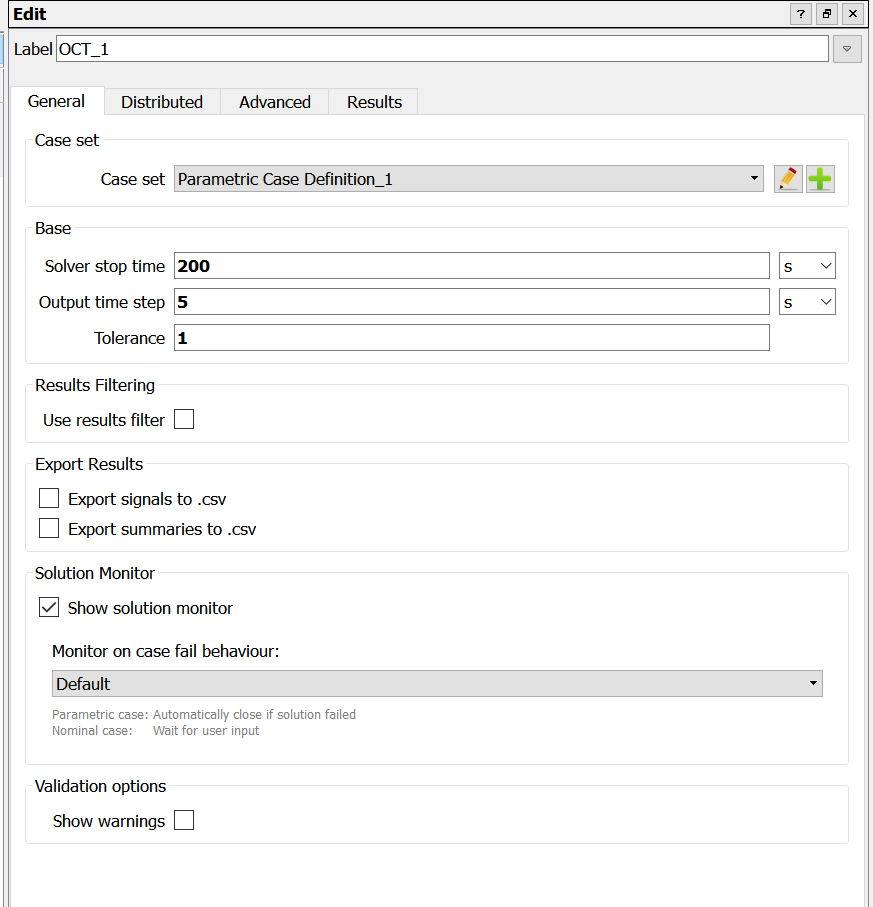 Edit
Label OCT_1
General Distributed Advanced Results
Case set
Case set Parametric Case Definition_1
Base
Solver stop time 200 s
Output time step 5 s
Tolerance 1
Results Filtering
Use results filter
Export Results
Export signals to .csv
Export summaries to .csv
Solution Monitor
Show solution monitor
Monitor on case fail behaviour:
Default
Parametric case: Automatically close if solution failed
Nominal case: Wait for user input
Validation options
Show warnings